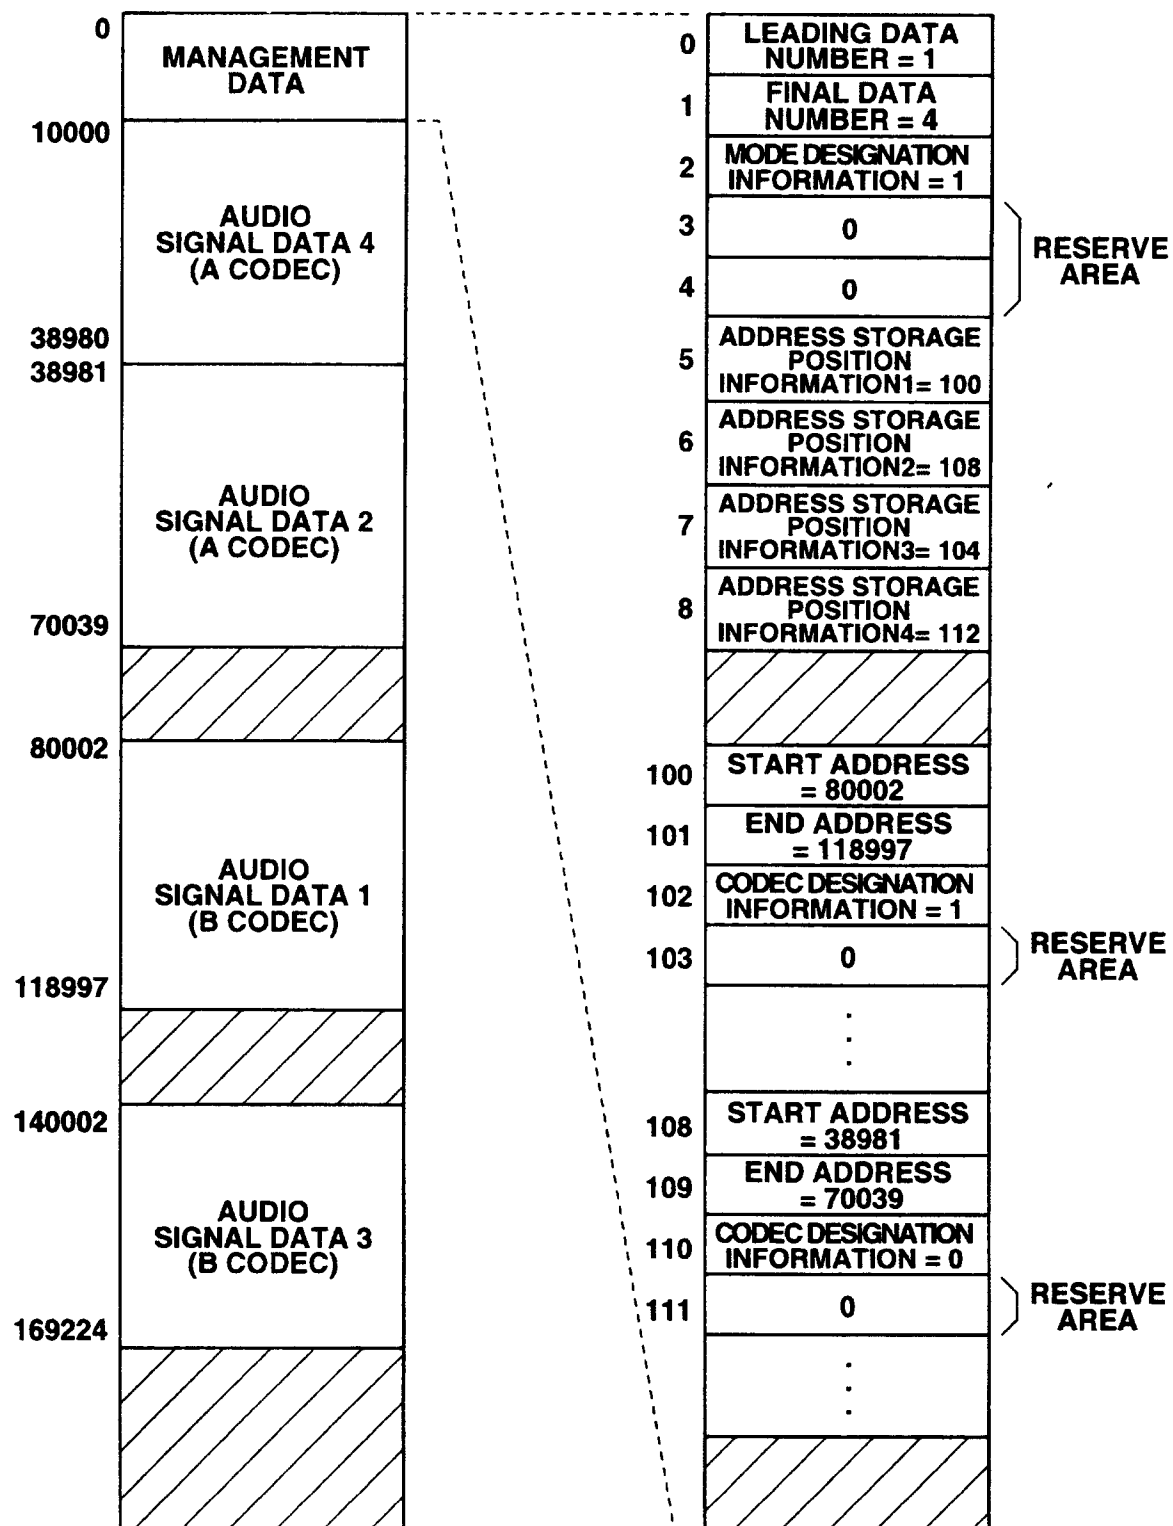 0
MANAGEMENT
DATA
10000
AUDIO
SIGNAL DATA 4
(A CODEC)
38980
38981
AUDIO
SIGNAL DATA 2
(A CODEC)
70039
80002
AUDIO
SIGNAL DATA 1
(B CODEC)
118997
140002
AUDIO
SIGNAL DATA 3
(B CODEC)
169224
0
LEADING DATA
NUMBER = 1
1
FINAL DATA
NUMBER = 4
2
MODE DESIGNATION
INFORMATION = 1
3
0
4
0
RESERVE
AREA
5
ADDRESS STORAGE
POSITION
INFORMATION1= 100
6
ADDRESS STORAGE
POSITION
INFORMATION2= 108
7
ADDRESS STORAGE
POSITION
INFORMATION3= 104
8
ADDRESS STORAGE
POSITION
INFORMATION4= 112
100
START ADDRESS
= 80002
101
END ADDRESS
= 118997
102
CODEC DESIGNATION
INFORMATION = 1
103
0
RESERVE
AREA
108
START ADDRESS
= 38981
109
END ADDRESS
= 70039
110
CODEC DESIGNATION
INFORMATION = 0
111
0
RESERVE
AREA